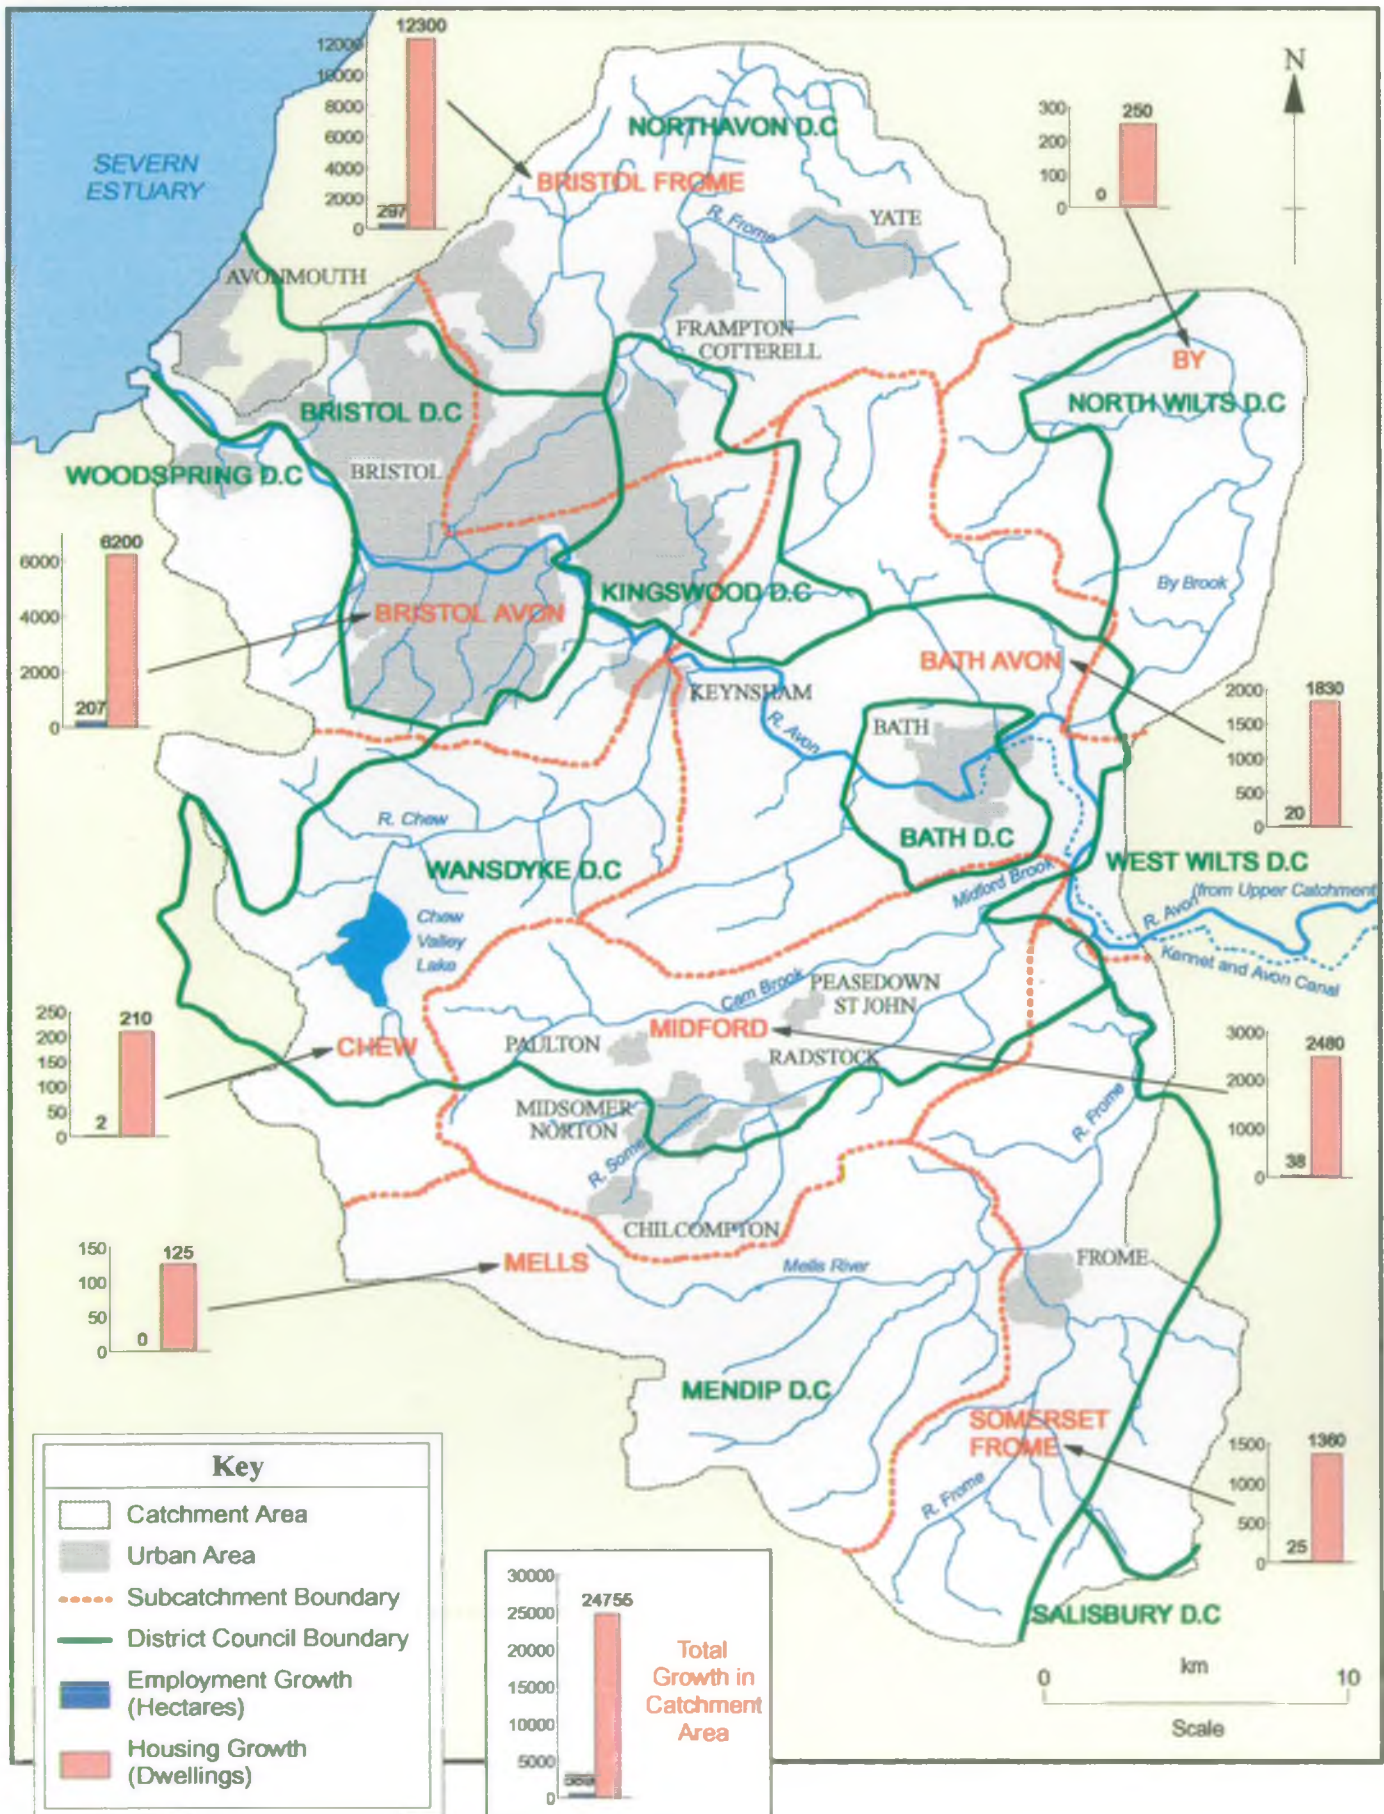 12300
12000
10000
8000
6000
4000
2000
0
297
N
SEVERN
ESTUARY
NORTHAVON D.C
BRISTOL FROME
300
200
100
0
250
0
R. Frome
YATE
AVONMOUTH
FRAMPTON
COTTERELL
BY
NORTH WILTS D.C
BRISTOL D.C
BRISTOL
WOODSPRING D.C
6000
4000
2000
0
6200
207
BRISTOL AVON
KINGSWOOD D.C
By Brook
BATH AVON
KEYNSHAM
R. Avon
BATH
2000
1500
1000
500
0
1830
20
R. Chew
WANSDYKE D.C
BATH D.C
WEST WILTS D.C
Midford Brook
(from Upper Catchment)
R. Avon
Kennet and Avon Canal
Chew
Valley
Lake
Cam Brook
PEASEDOWN
ST JOHN
250
200
150
100
50
0
210
2
CHEW
PAULTON
MIDFORD
RADSTOCK
3000
2000
1000
0
2480
38
MIDSOMER
NORTON
R. Frome
CHILCOMPTON
150
100
50
0
125
0
MELLS
Mells River
FROME
MENDIP D.C
SOMERSET
FROME
R. Frome
1500
1000
500
0
1360
25
SALISBURY D.C
Key
Catchment Area
Urban Area
Subcatchment Boundary
District Council Boundary
Employment Growth
(Hectares)
Housing Growth
(Dwellings)
30000
25000
20000
15000
10000
5000
0
24755
Total
Growth in
Catchment
Area
0
km
10
Scale